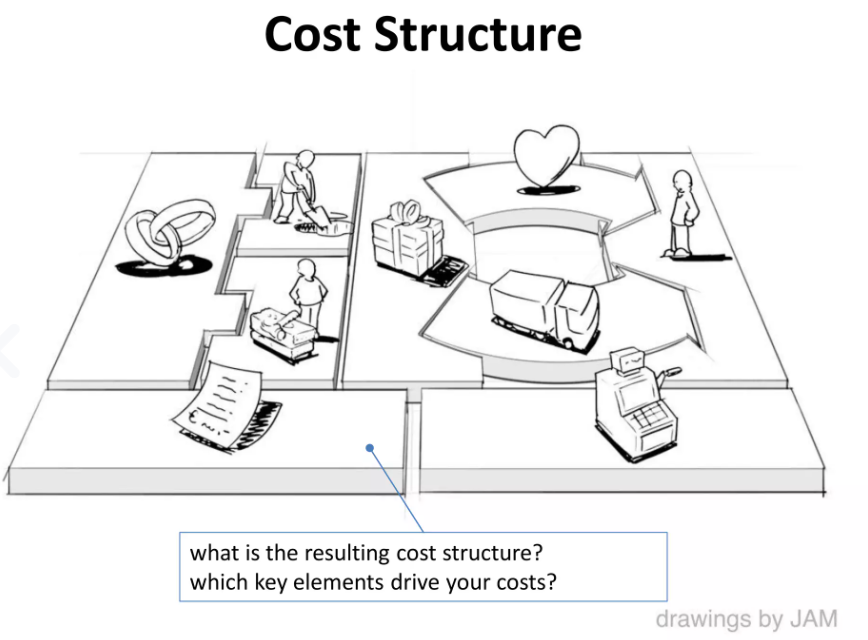 Cost Structure
what is the resulting cost structure?
which key elements drive your costs?
drawings by JAM